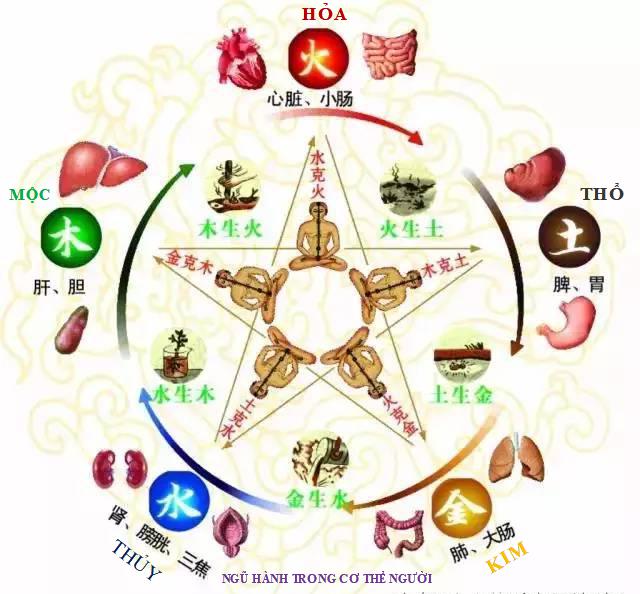 HỎA
火
心脏、小肠
水克火
木生火
火生土
MỘC
木
肝、胆
THỔ
土
脾、胃
金克木
木克土
水生木
土生金
土克水
火克金
金生水
水
肾、膀胱、三焦
THỦY
金
肺、大肠
KIM
NGŨ HÀNH TRONG CƠ THỂ NGƯỜI